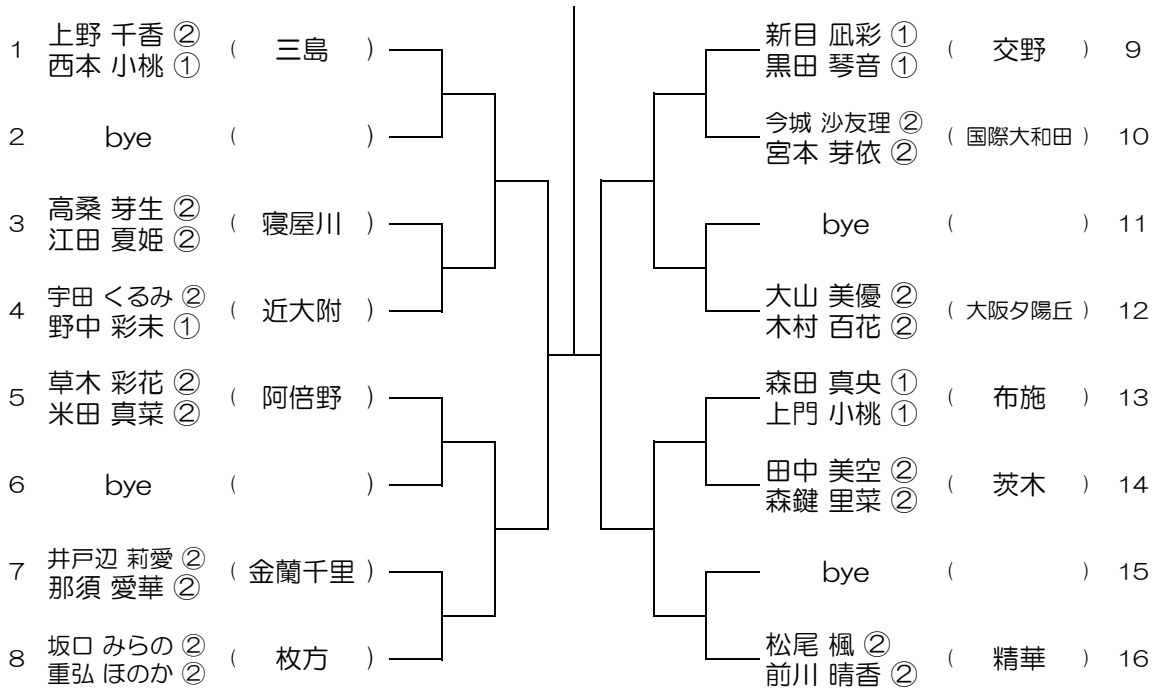 1 上野 千香 ② ( 三島 )
西本 小桃 ①
2 bye ( )
3 高桑 芽生 ② ( 寝屋川 )
江田 夏姫 ②
4 宇田 くるみ ② ( 近大附 )
野中 彩未 ①
5 草木 彩花 ② ( 阿倍野 )
米田 真菜 ②
6 bye ( )
7 井戸辺 莉愛 ② ( 金蘭千里 )
那須 愛華 ②
8 坂口 みらの ② ( 枚方 )
重弘 ほのか ②
新目 凪彩 ① ( 交野 ) 9
黒田 琴音 ①
今城 沙友理 ② ( 国際大和田 ) 10
宮本 芽依 ②
bye ( ) 11
大山 美優 ② ( 大阪夕陽丘 ) 12
木村 百花 ②
森田 真央 ① ( 布施 ) 13
上門 小桃 ①
田中 美空 ② ( 茨木 ) 14
森鍵 里菜 ②
bye ( ) 15
松尾 楓 ② ( 精華 ) 16
前川 晴香 ②